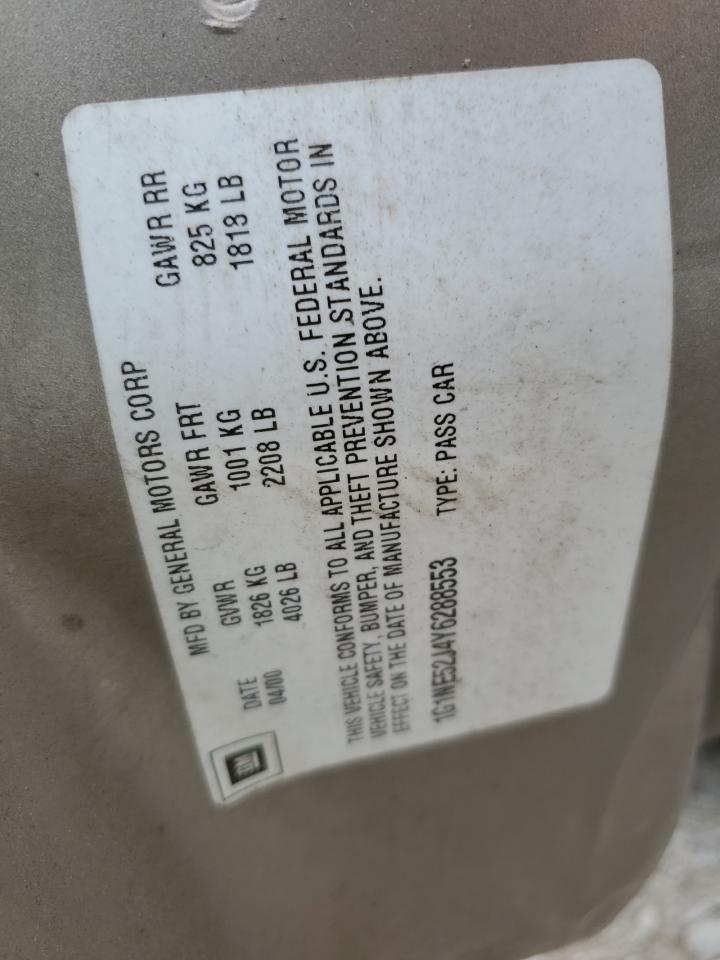 GM
MFD BY GENERAL MOTORS CORP
DATE GVWR GAWR FRT GAWR RR
04/00 1826 KG 1001 KG 825 KG
4026 LB 2208 LB 1818 LB
THIS VEHICLE CONFORMS TO ALL APPLICABLE U.S. FEDERAL MOTOR
VEHICLE SAFETY, BUMPER, AND THEFT PREVENTION STANDARDS IN
EFFECT ON THE DATE OF MANUFACTURE SHOWN ABOVE.
1G1NE52J4Y6288553 TYPE: PASS CAR